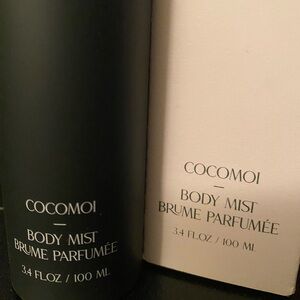 COCOMOI
BODY MIST
BRUME PARFUMÉE
3.4 FL.OZ / 100 ML
COCOMOI
BODY MIST
BRUME PARFUMÉE
3.4 FL.OZ / 100 ML